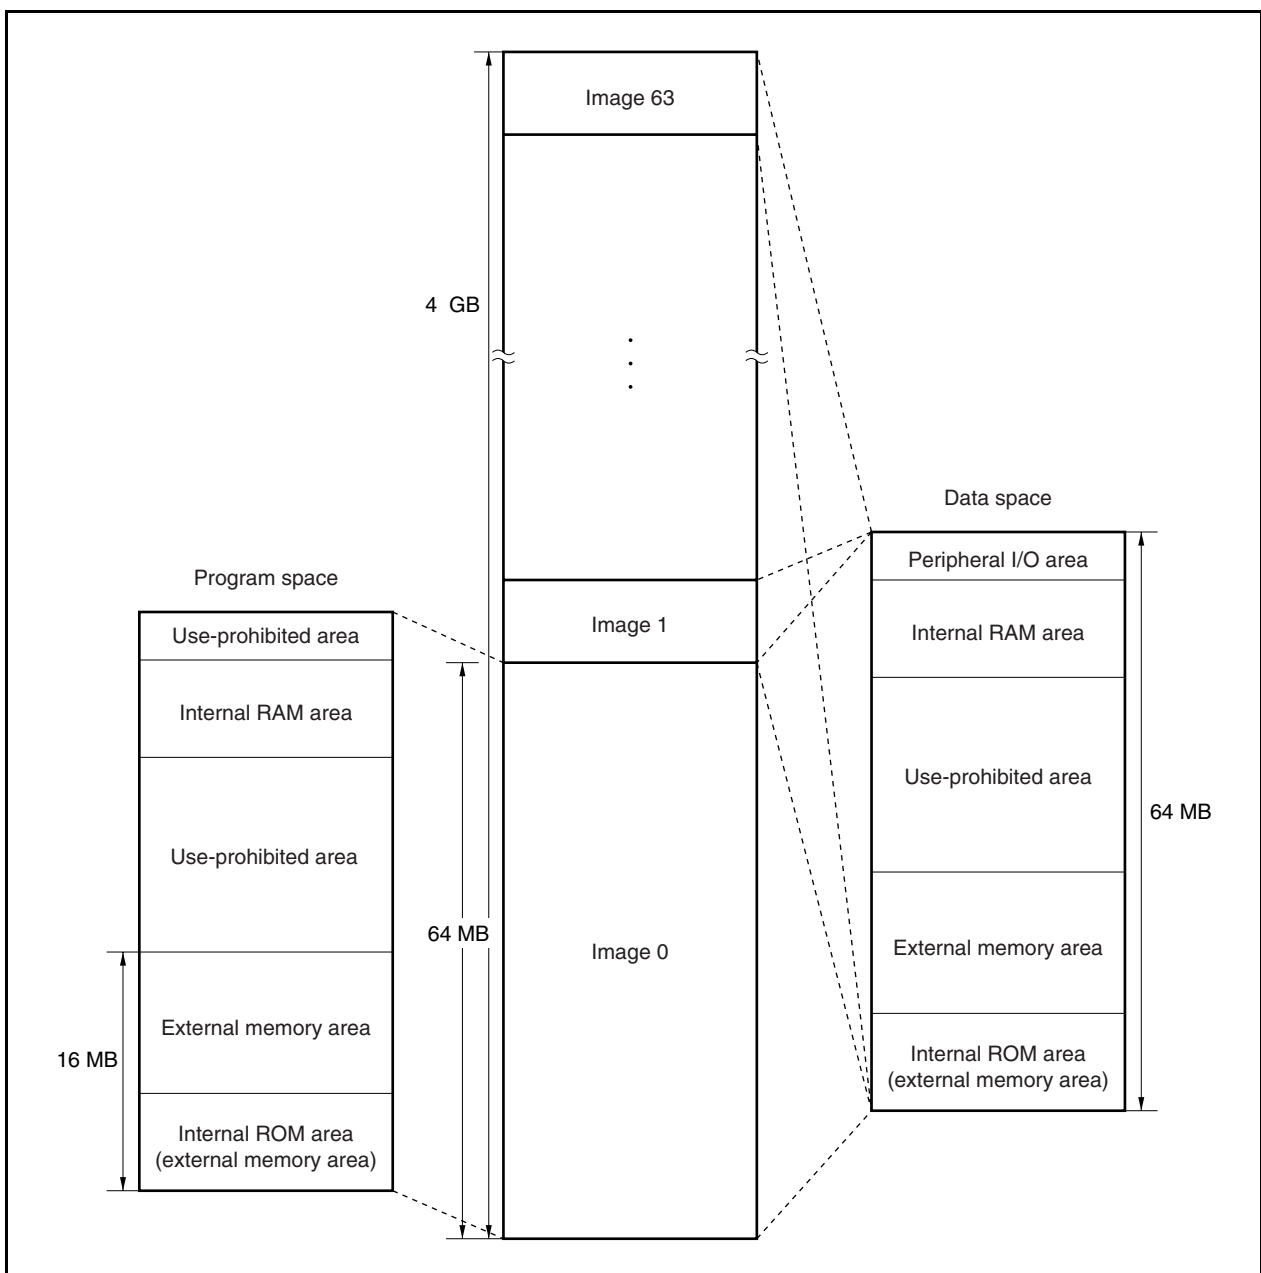 Image 63
4 GB
Data space
Peripheral I/O area
Program space
Use-prohibited area
Image 1
Internal RAM area
Internal RAM area
Use-prohibited area
64 MB
Use-prohibited area
64 MB
External memory area
Image 0
External memory area
16 MB
Internal ROM area
(external memory area)
Internal ROM area
(external memory area)